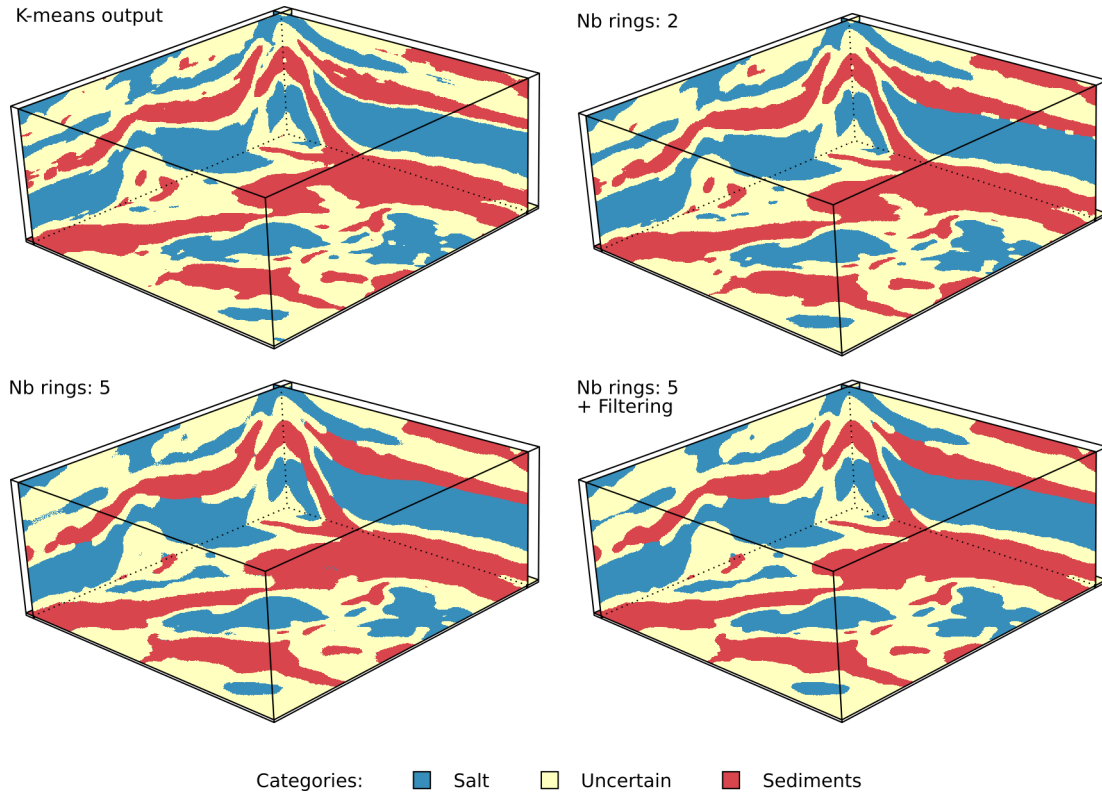 K-means output
Nb rings: 2
Nb rings: 5
Nb rings: 5
+ Filtering
Categories: Salt Uncertain Sediments